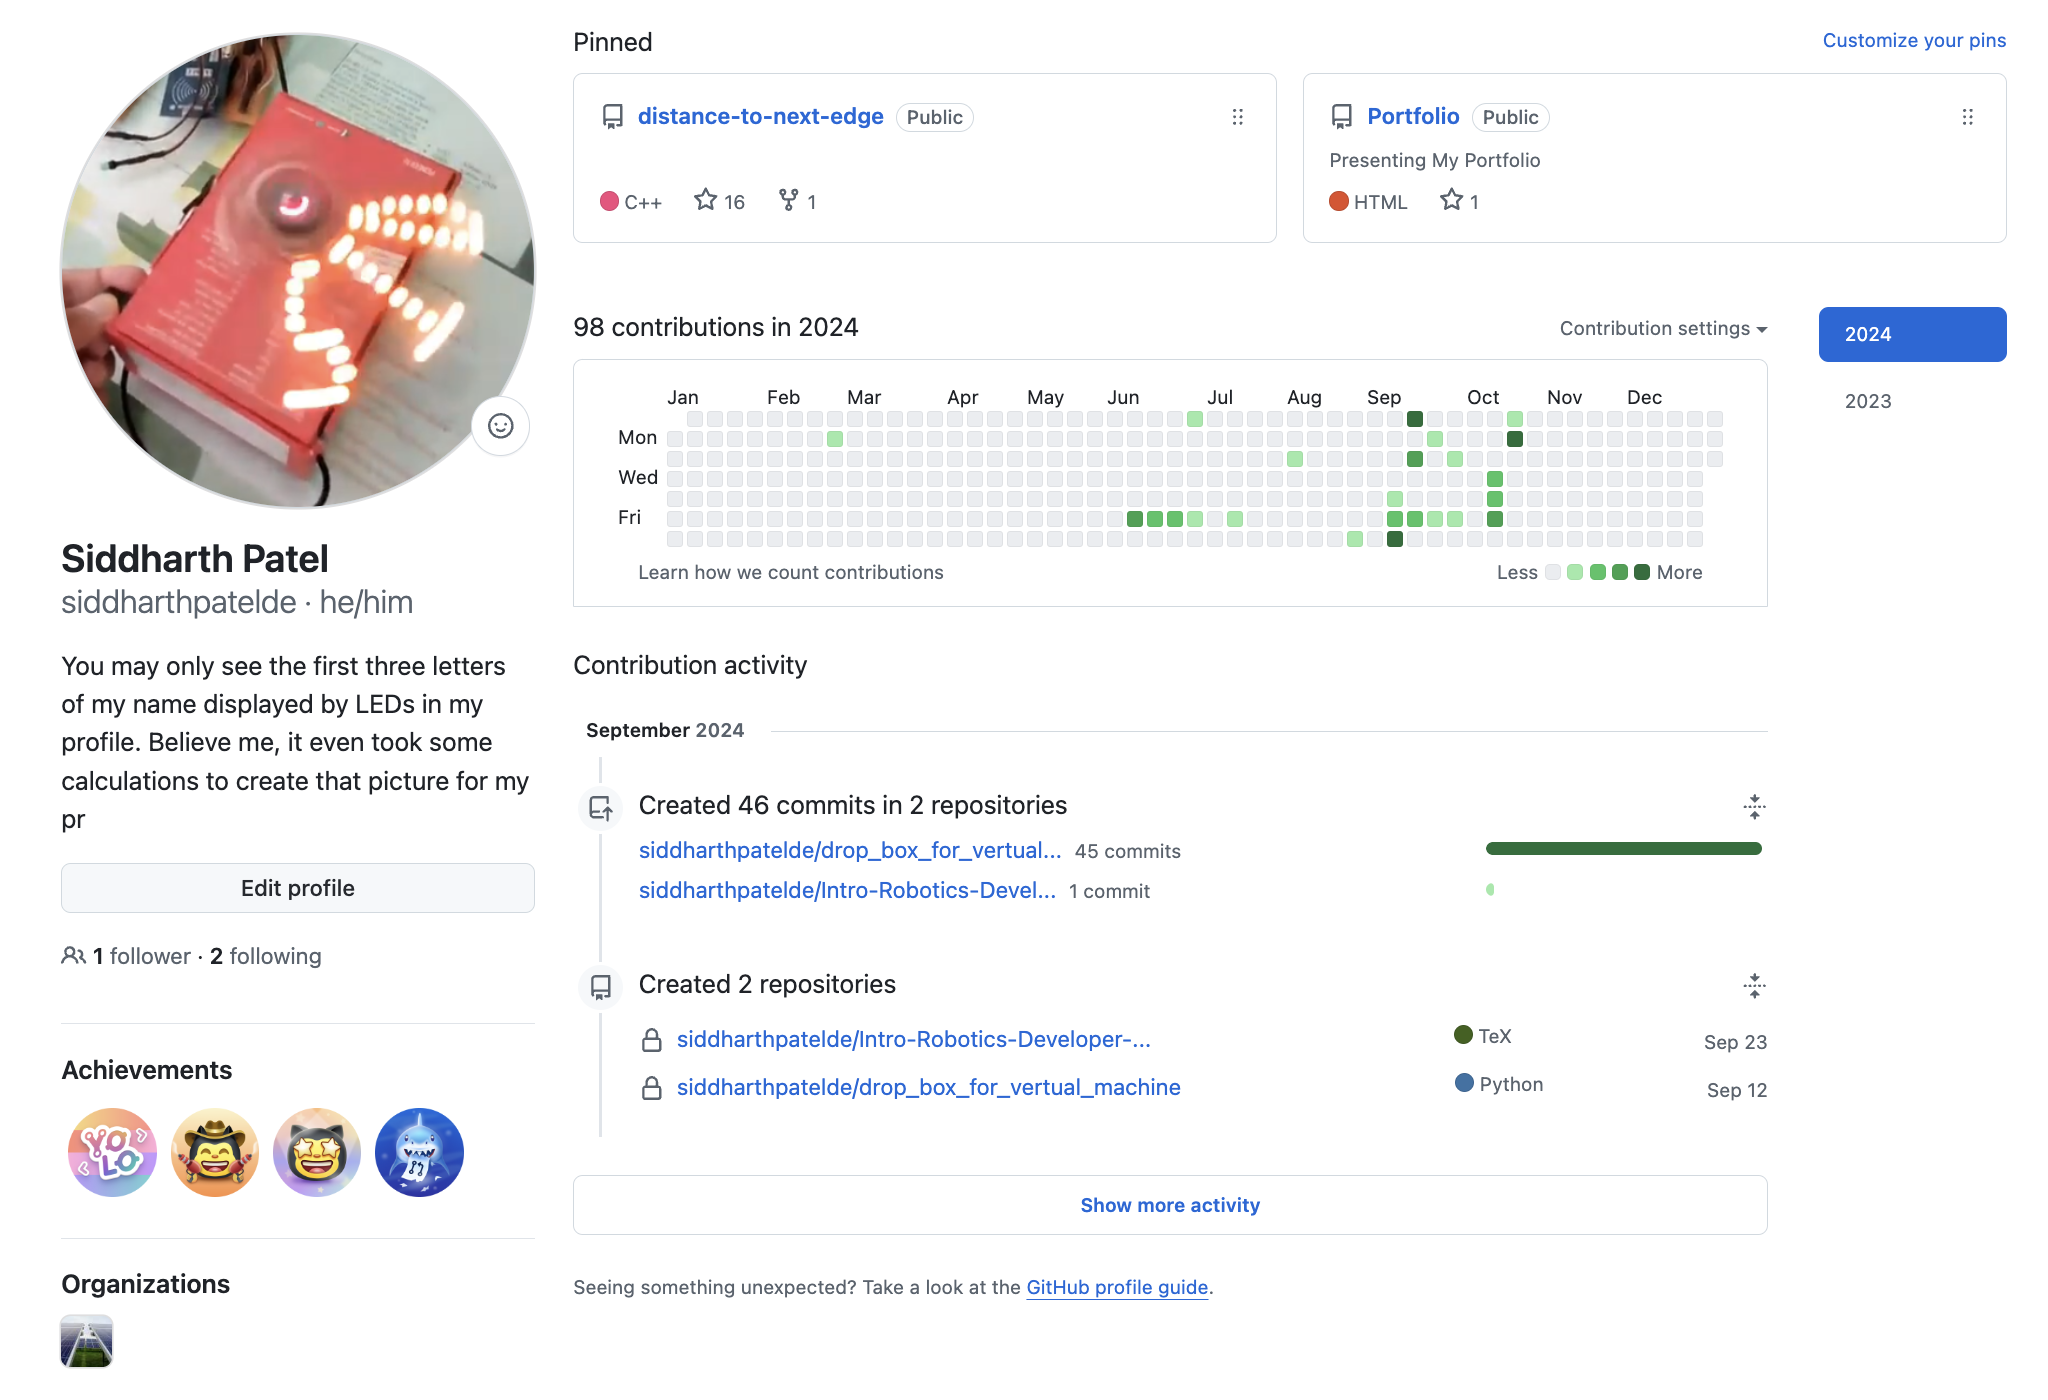 Pinned
Customize your pins
distance-to-next-edge Public
C++ 16 1
Portfolio Public
Presenting My Portfolio
HTML 1
98 contributions in 2024
Contribution settings
2024
2023
Jan Feb Mar Apr May Jun Jul Aug Sep Oct Nov Dec
Mon
Wed
Fri
Learn how we count contributions
Less More
Siddharth Patel
siddharthpatelde · he/him
You may only see the first three letters
of my name displayed by LEDs in my
profile. Believe me, it even took some
calculations to create that picture for my
pr
Edit profile
1 follower · 2 following
Achievements
YOLO
Organizations
Contribution activity
September 2024
Created 46 commits in 2 repositories
siddharthpatelde/drop_box_for_vertual... 45 commits
siddharthpatelde/Intro-Robotics-Devel... 1 commit
Created 2 repositories
siddharthpatelde/Intro-Robotics-Developer-... TeX Sep 23
siddharthpatelde/drop_box_for_vertual_machine Python Sep 12
Show more activity
Seeing something unexpected? Take a look at the GitHub profile guide.